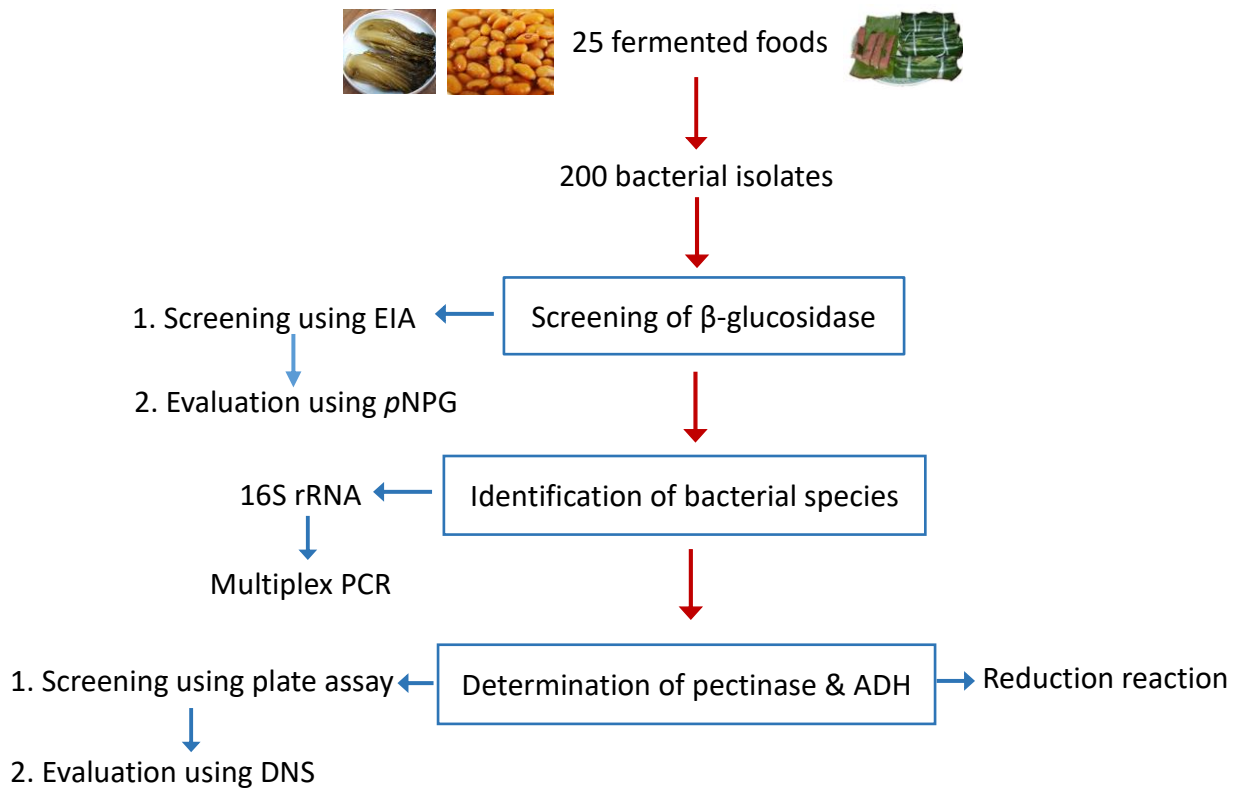 25 fermented foods
200 bacterial isolates
1. Screening using EIA
Screening of β-glucosidase
2. Evaluation using pNPG
16S rRNA
Identification of bacterial species
Multiplex PCR
1. Screening using plate assay
Determination of pectinase & ADH
Reduction reaction
2. Evaluation using DNS